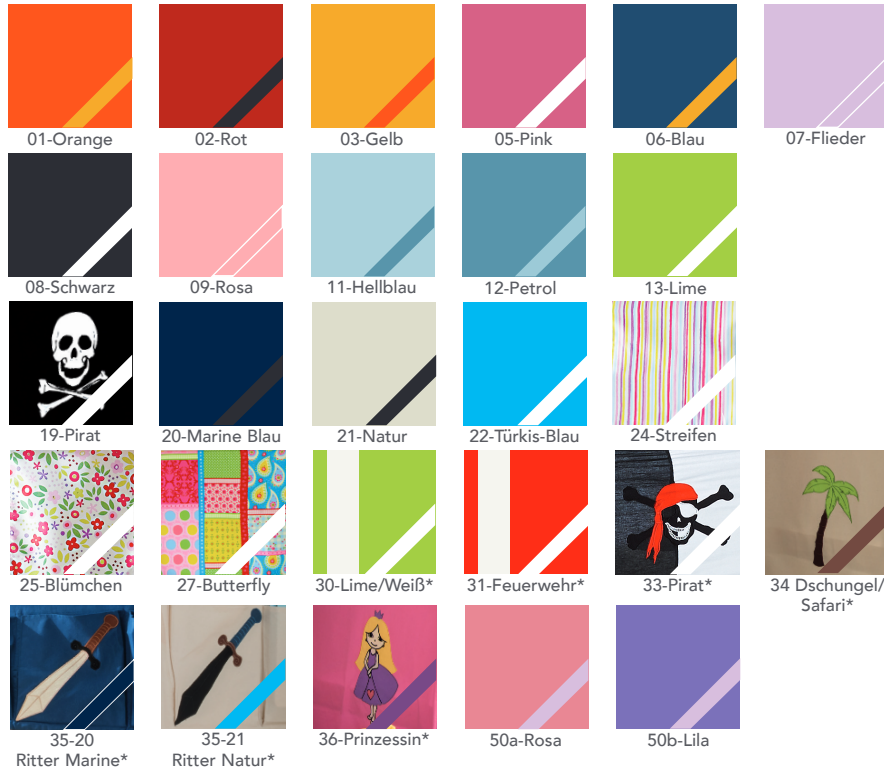 01-Orange
02-Rot
03-Gelb
05-Pink
06-Blau
07-Flieder
08-Schwarz
09-Rosa
11-Hellblau
12-Petrol
13-Lime
19-Pirat
20-Marine Blau
21-Natur
22-Türkis-Blau
24-Streifen
25-Blümchen
27-Butterfly
30-Lime/Weiß*
31-Feuerwehr*
33-Pirat*
34 Dschungel/
Safari*
35-20
Ritter Marine*
35-21
Ritter Natur*
36-Prinzessin*
50a-Rosa
50b-Lila